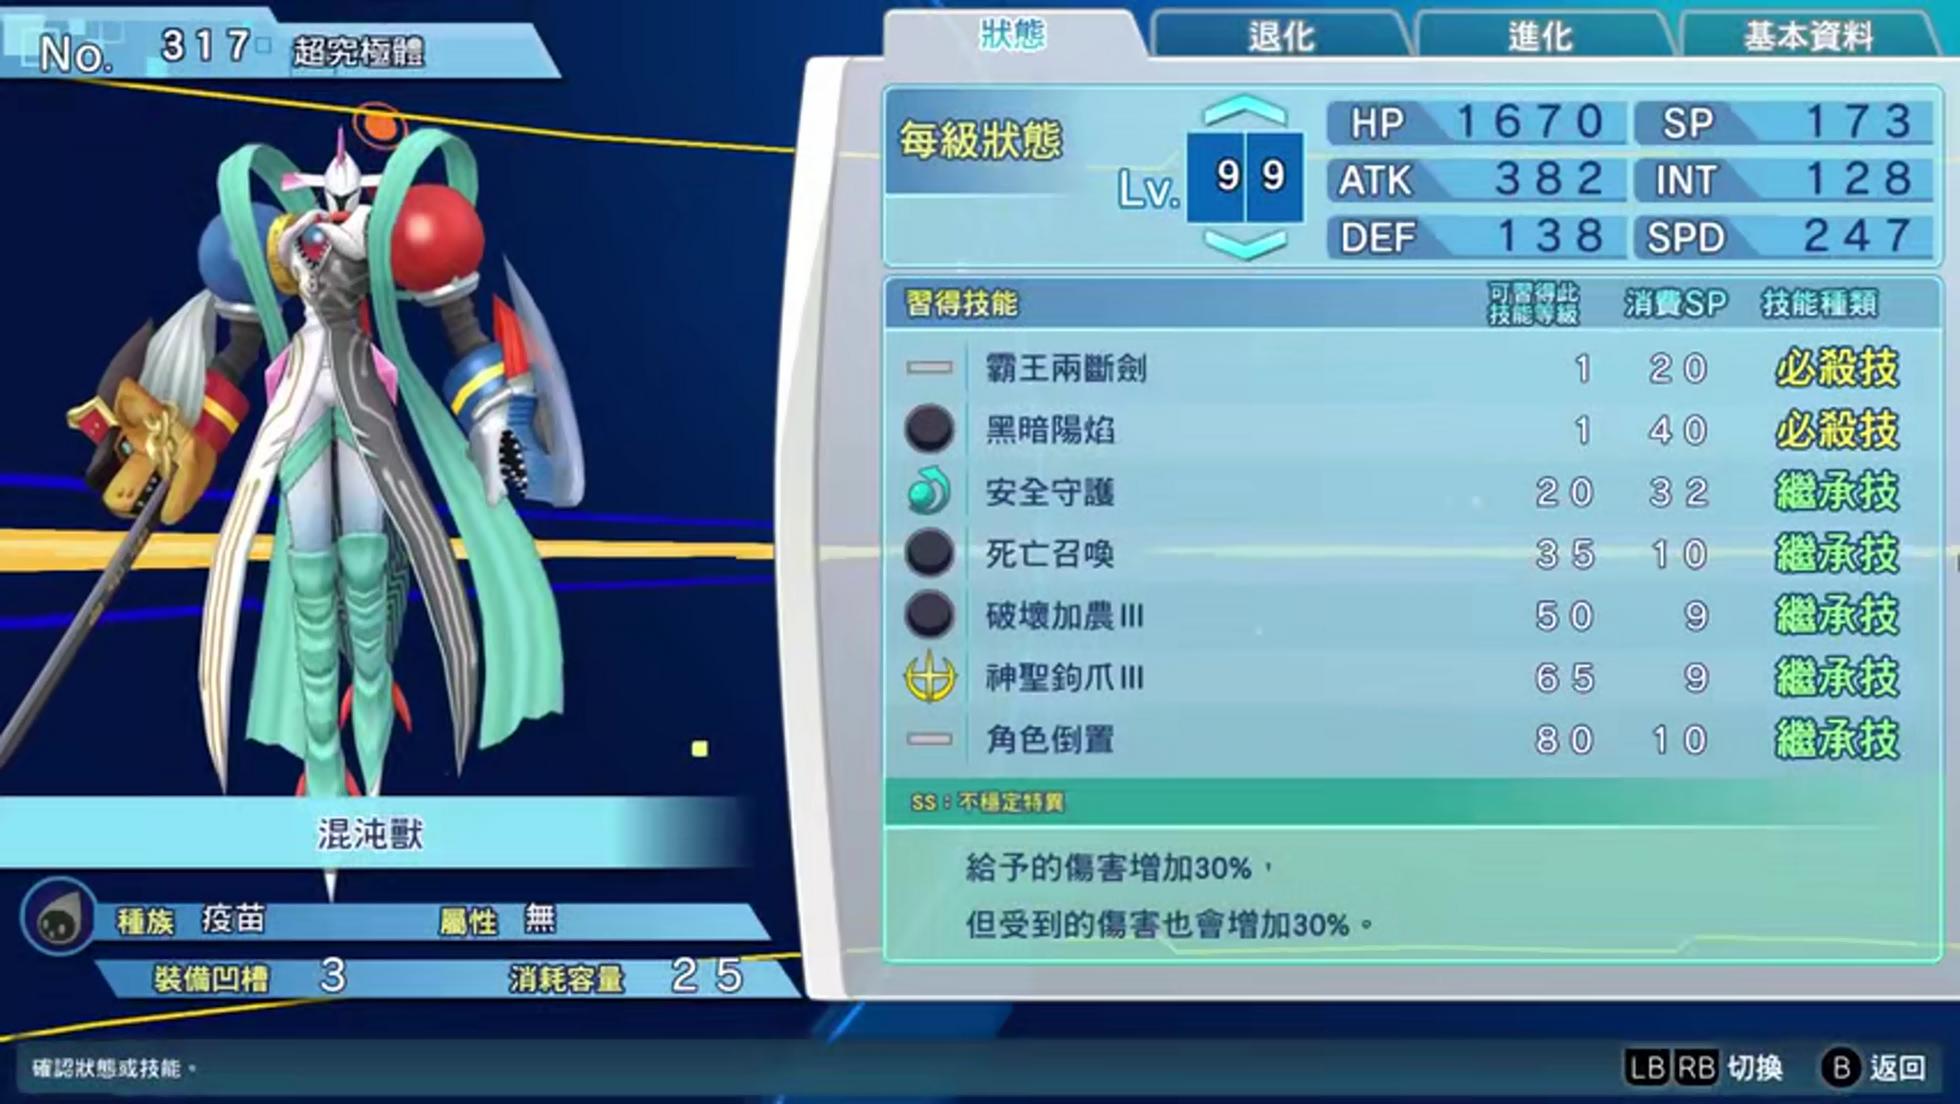 No. 317 超究極體
狀態 退化 進化 基本資料
每級狀態
Lv. 99
HP 1670 SP 173
ATK 382 INT 128
DEF 138 SPD 247
習得技能 可習得此技能等級 消費SP 技能種類
霸王兩斷劍 1 20 必殺技
黑暗陽焰 1 40 必殺技
安全守護 20 32 繼承技
死亡召喚 35 10 繼承技
破壞加農III 50 9 繼承技
神聖鉤爪III 65 9 繼承技
角色倒置 80 10 繼承技
SS：不穩定特異
給予的傷害增加30%，
但受到的傷害也會增加30%。
混沌獸
種族 疫苗 屬性 無
裝備凹槽 3 消耗容量 25
確認狀態或技能。
LB RB 切換 B 返回